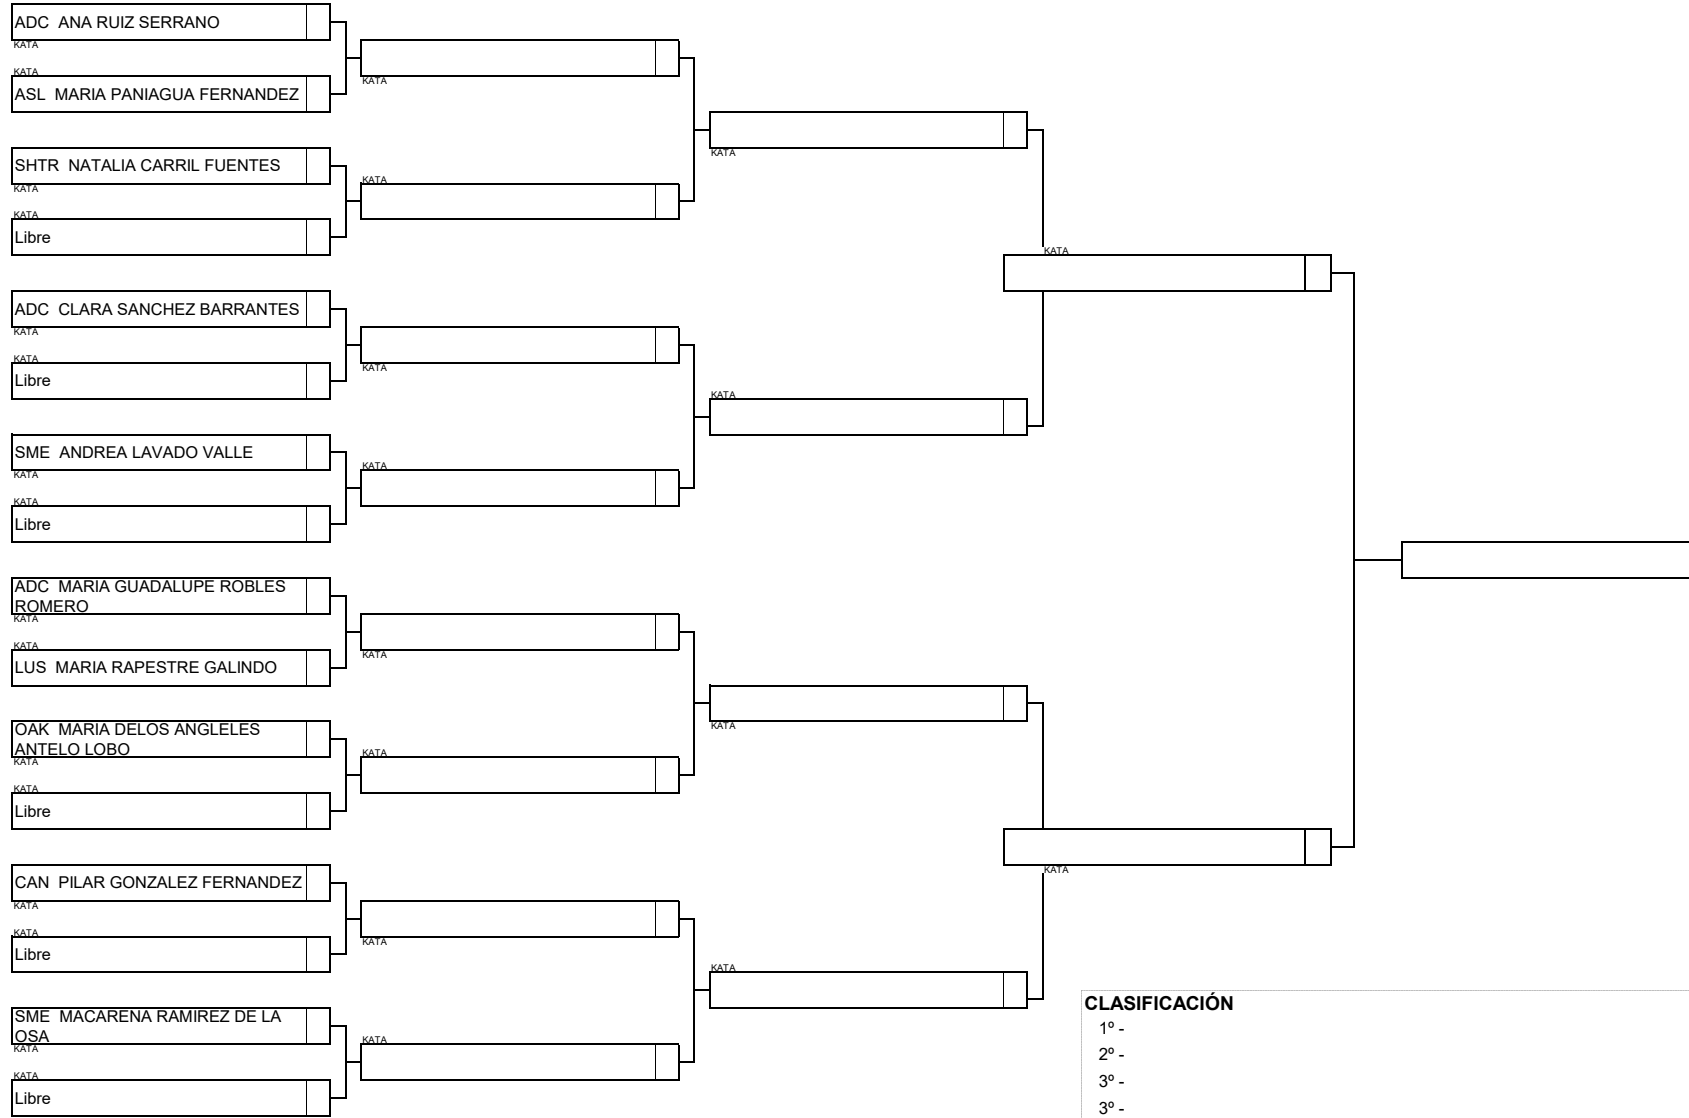 ADC ANA RUIZ SERRANO
KATA
KATA
ASL MARIA PANIAGUA FERNANDEZ
SHTR NATALIA CARRIL FUENTES
KATA
KATA
Libre
ADC CLARA SANCHEZ BARRANTES
KATA
KATA
Libre
SME ANDREA LAVADO VALLE
KATA
KATA
Libre
ADC MARIA GUADALUPE ROBLES
ROMERO
KATA
KATA
LUS MARIA RAPESTRE GALINDO
OAK MARIA DELOS ANGLELES
ANTELO LOBO
KATA
KATA
Libre
CAN PILAR GONZALEZ FERNANDEZ
KATA
KATA
Libre
SME MACARENA RAMIREZ DE LA
OSA
KATA
KATA
Libre
KATA
KATA
KATA
KATA
KATA
KATA
KATA
KATA
KATA
KATA
KATA
KATA
KATA
KATA
CLASIFICACIÓN
1º -
2º -
3º -
3º -